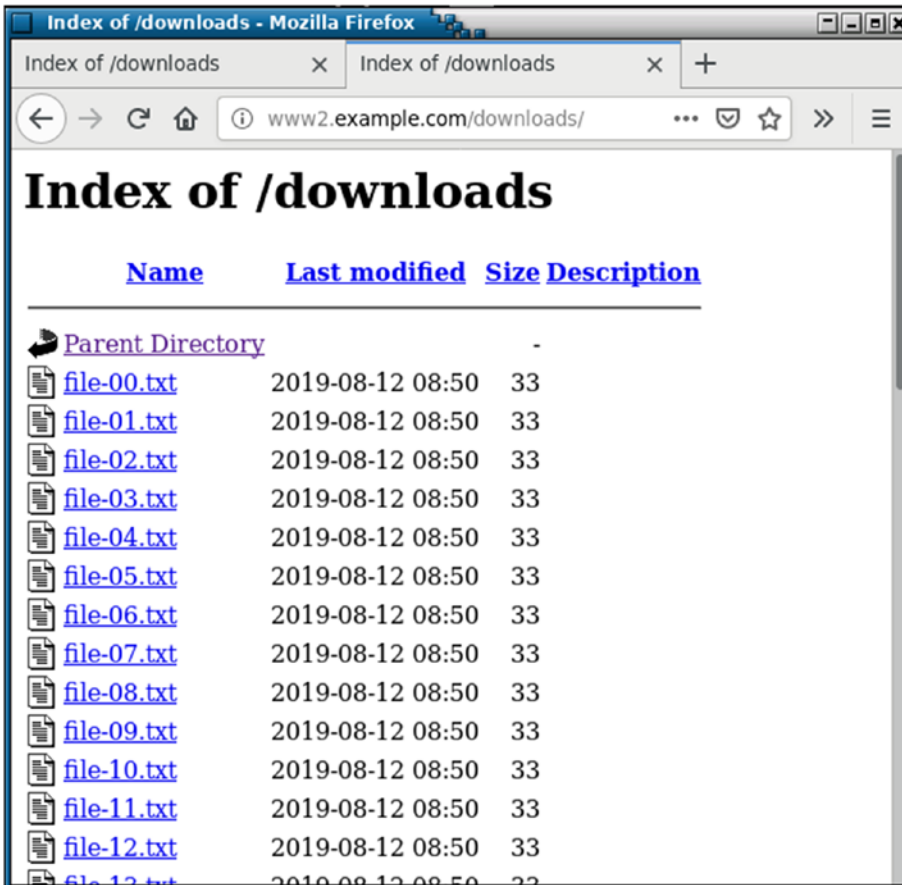 Index of /downloads - Mozilla Firefox
Index of /downloads Index of /downloads
www2.example.com/downloads/
Index of /downloads
Name Last modified Size Description
Parent Directory -
file-00.txt 2019-08-12 08:50 33
file-01.txt 2019-08-12 08:50 33
file-02.txt 2019-08-12 08:50 33
file-03.txt 2019-08-12 08:50 33
file-04.txt 2019-08-12 08:50 33
file-05.txt 2019-08-12 08:50 33
file-06.txt 2019-08-12 08:50 33
file-07.txt 2019-08-12 08:50 33
file-08.txt 2019-08-12 08:50 33
file-09.txt 2019-08-12 08:50 33
file-10.txt 2019-08-12 08:50 33
file-11.txt 2019-08-12 08:50 33
file-12.txt 2019-08-12 08:50 33